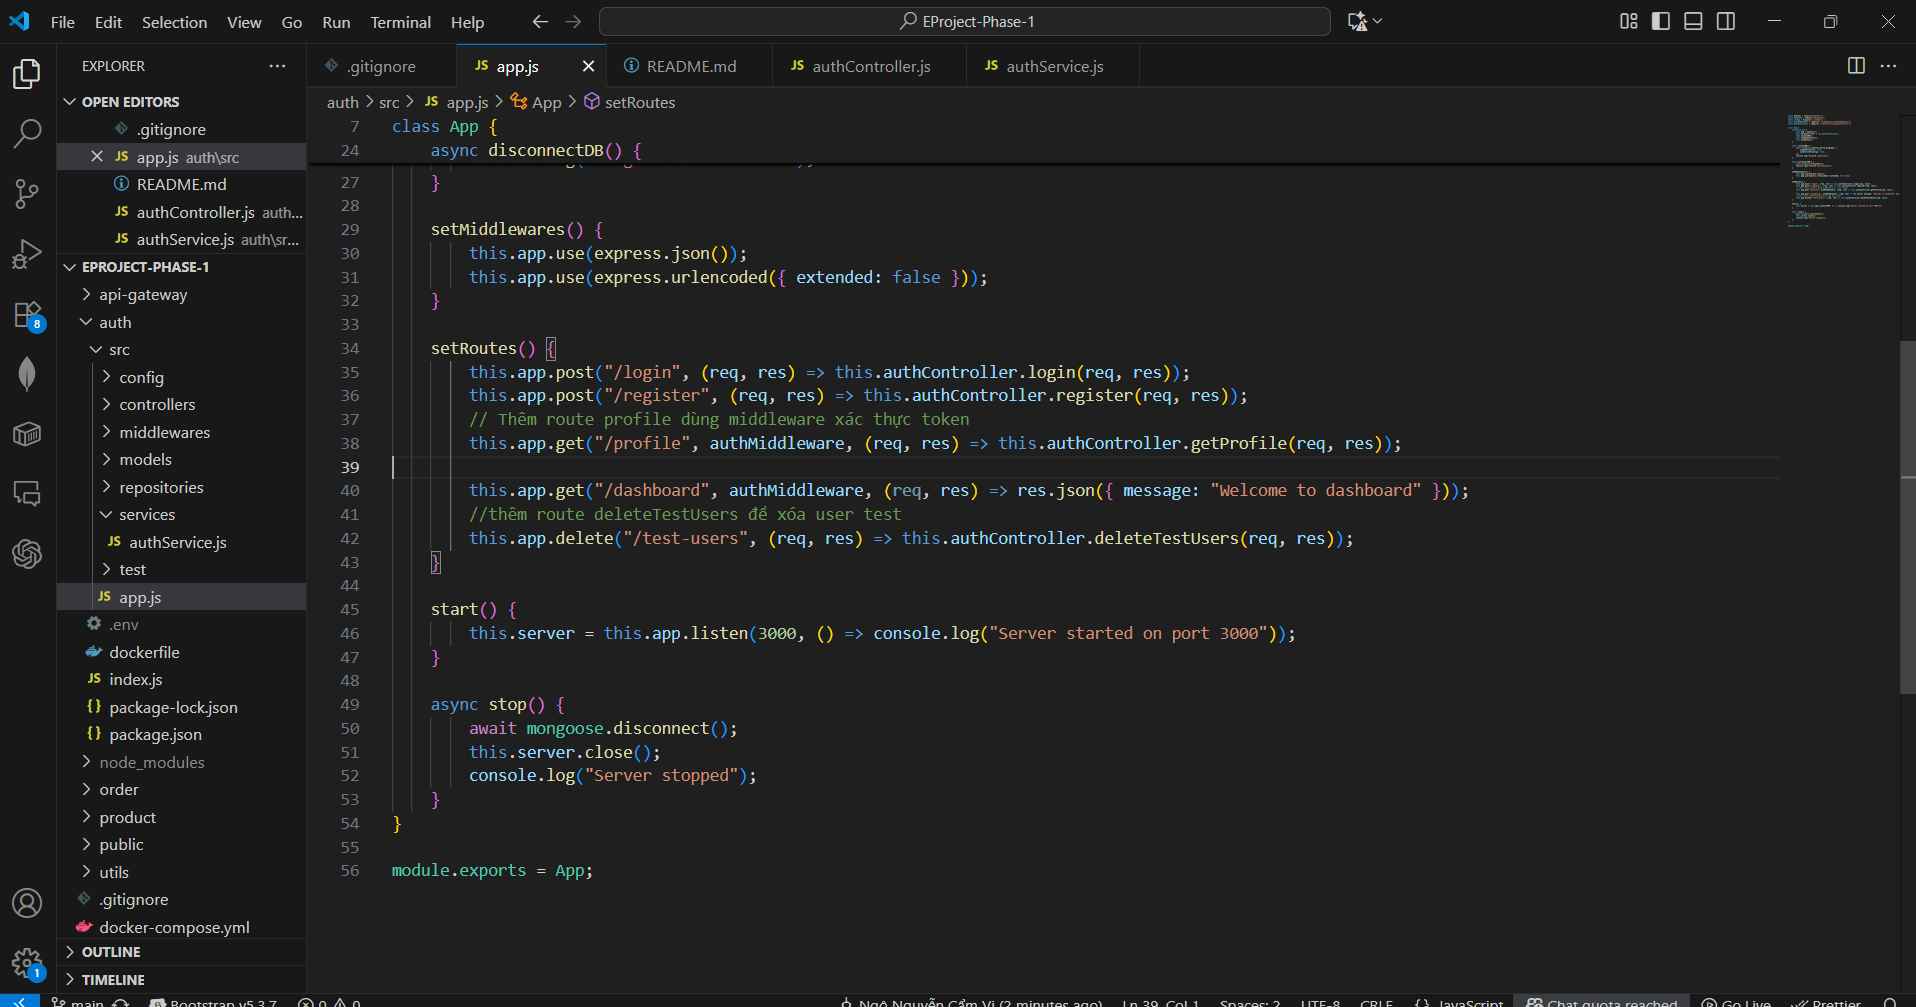 File Edit Selection View Go Run Terminal Help
EProject-Phase-1
EXPLORER
OPEN EDITORS
.gitignore
JS app.js auth\src
README.md
JS authController.js auth...
JS authService.js auth\sr...
EPROJECT-PHASE-1
api-gateway
auth
src
config
controllers
middlewares
models
repositories
services
JS authService.js
test
JS app.js
.env
dockerfile
JS index.js
{} package-lock.json
{} package.json
node_modules
order
product
public
utils
.gitignore
docker-compose.yml
OUTLINE
TIMELINE
8
1
.gitignore
JS app.js
README.md
JS authController.js
JS authService.js
auth > src > JS app.js > App > setRoutes
7 class App {
24 async disconnectDB() {
27 }
28
29 setMiddlewares() {
30 this.app.use(express.json());
31 this.app.use(express.urlencoded({ extended: false }));
32 }
33
34 setRoutes() {
35 this.app.post("/login", (req, res) => this.authController.login(req, res));
36 this.app.post("/register", (req, res) => this.authController.register(req, res));
37 // Thêm route profile dùng middleware xác thực token
38 this.app.get("/profile", authMiddleware, (req, res) => this.authController.getProfile(req, res));
39
40 this.app.get("/dashboard", authMiddleware, (req, res) => res.json({ message: "Welcome to dashboard" }));
41 //thêm route deleteTestUsers để xóa user test
42 this.app.delete("/test-users", (req, res) => this.authController.deleteTestUsers(req, res));
43 }
44
45 start() {
46 this.server = this.app.listen(3000, () => console.log("Server started on port 3000"));
47 }
48
49 async stop() {
50 await mongoose.disconnect();
51 this.server.close();
52 console.log("Server stopped");
53 }
54 }
55
56 module.exports = App;
main Bootstrap v5.3.7 0 0 Ngô Nguyễn Cẩm Vi (2 minutes ago) Ln 39, Col 1 Spaces: 2 UTF-8 CRLF {} JavaScript Chat quota reached Go Live Prettier